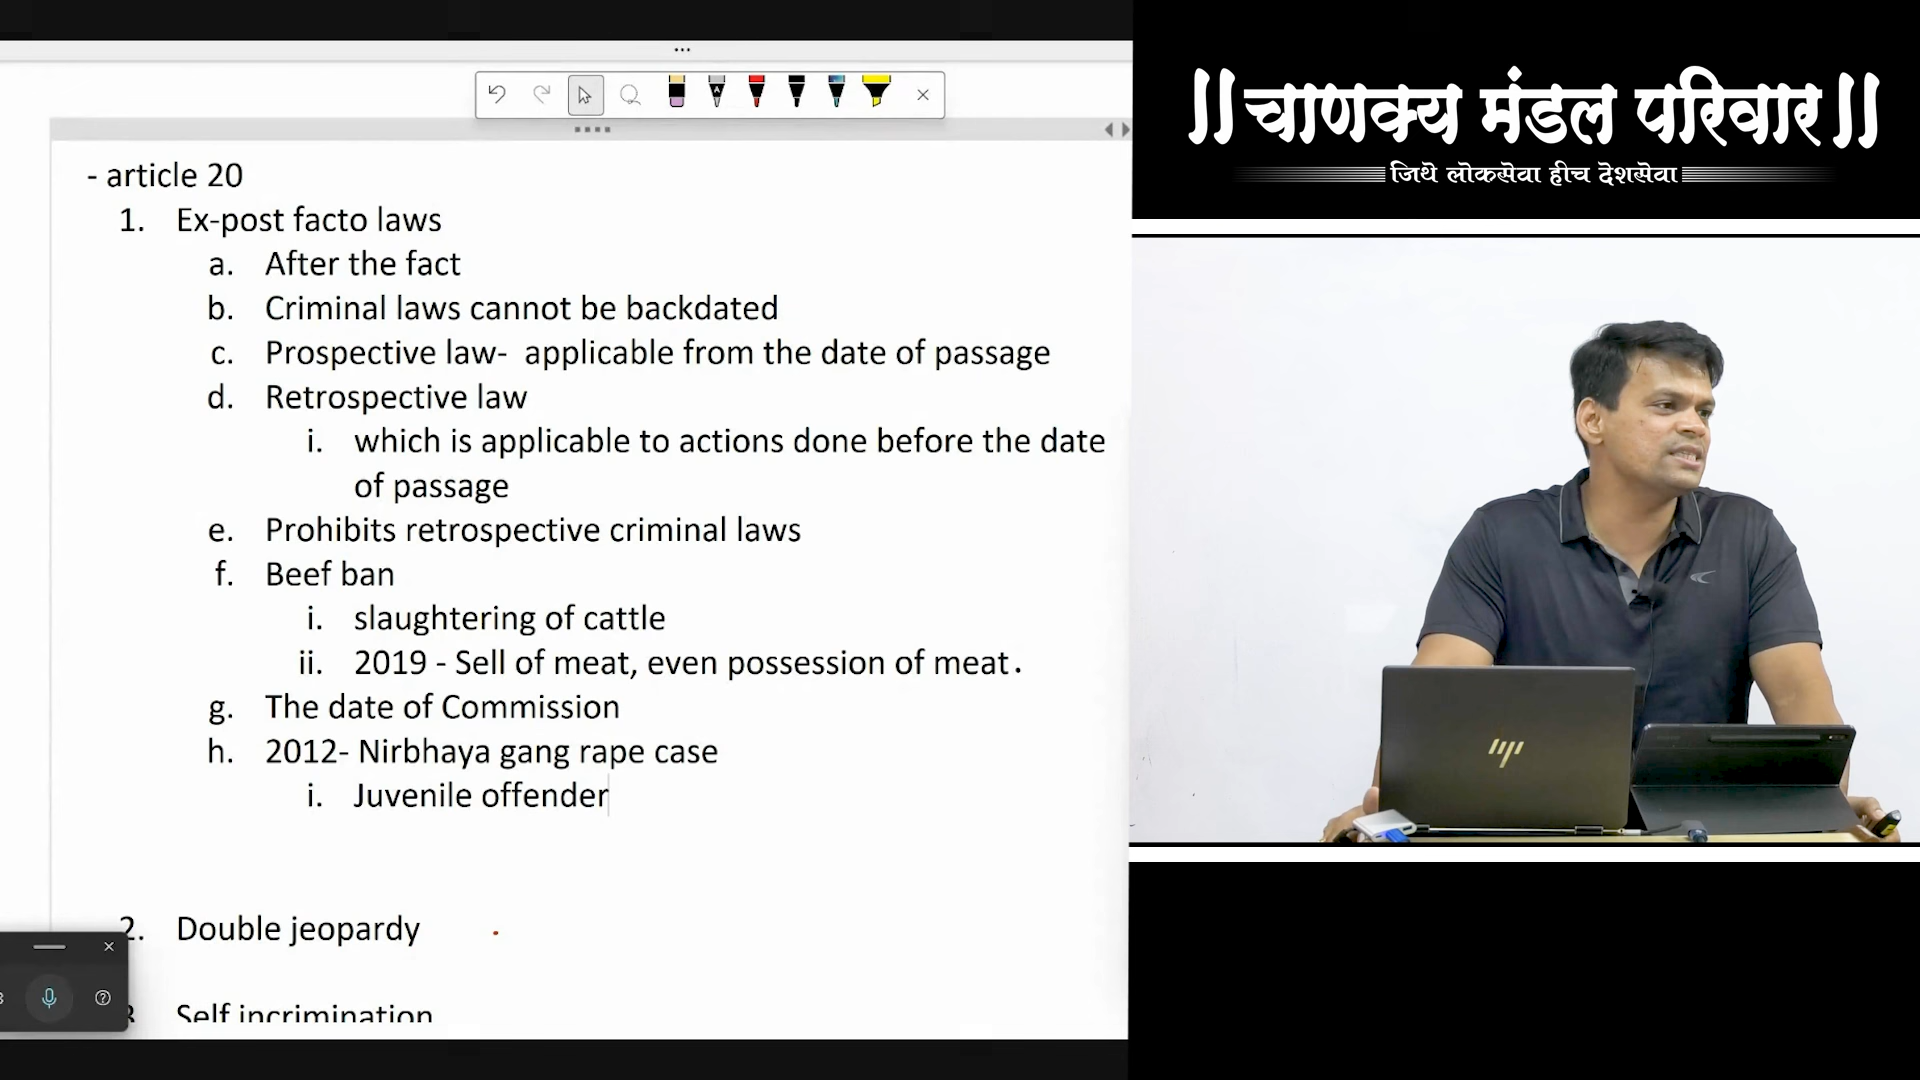 - article 20
1. Ex-post facto laws
a. After the fact
b. Criminal laws cannot be backdated
c. Prospective law- applicable from the date of passage
d. Retrospective law
i. which is applicable to actions done before the date
of passage
e. Prohibits retrospective criminal laws
f. Beef ban
i. slaughtering of cattle
ii. 2019 - Sell of meat, even possession of meat.
g. The date of Commission
h. 2012- Nirbhaya gang rape case
i. Juvenile offender
2. Double jeopardy
3. Self incrimination
॥चाणक्य मंडल परिवार॥
जिथे लोकसेवा हीच देशसेवा
hp